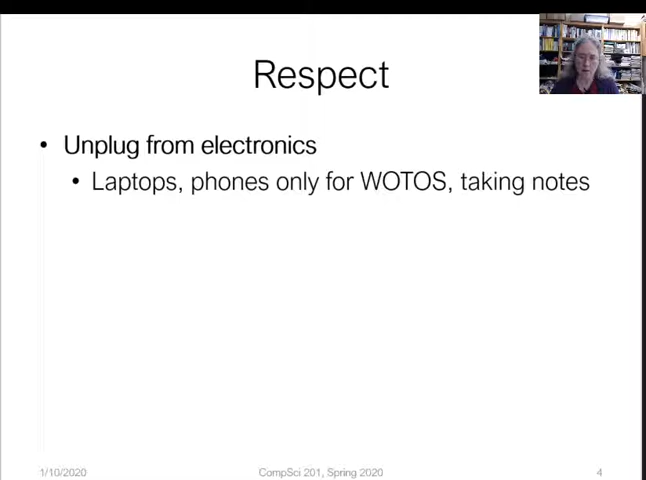 Respect
• Unplug from electronics
• Laptops, phones only for WOTOS, taking notes
1/10/2020
CompSci 201, Spring 2020
4